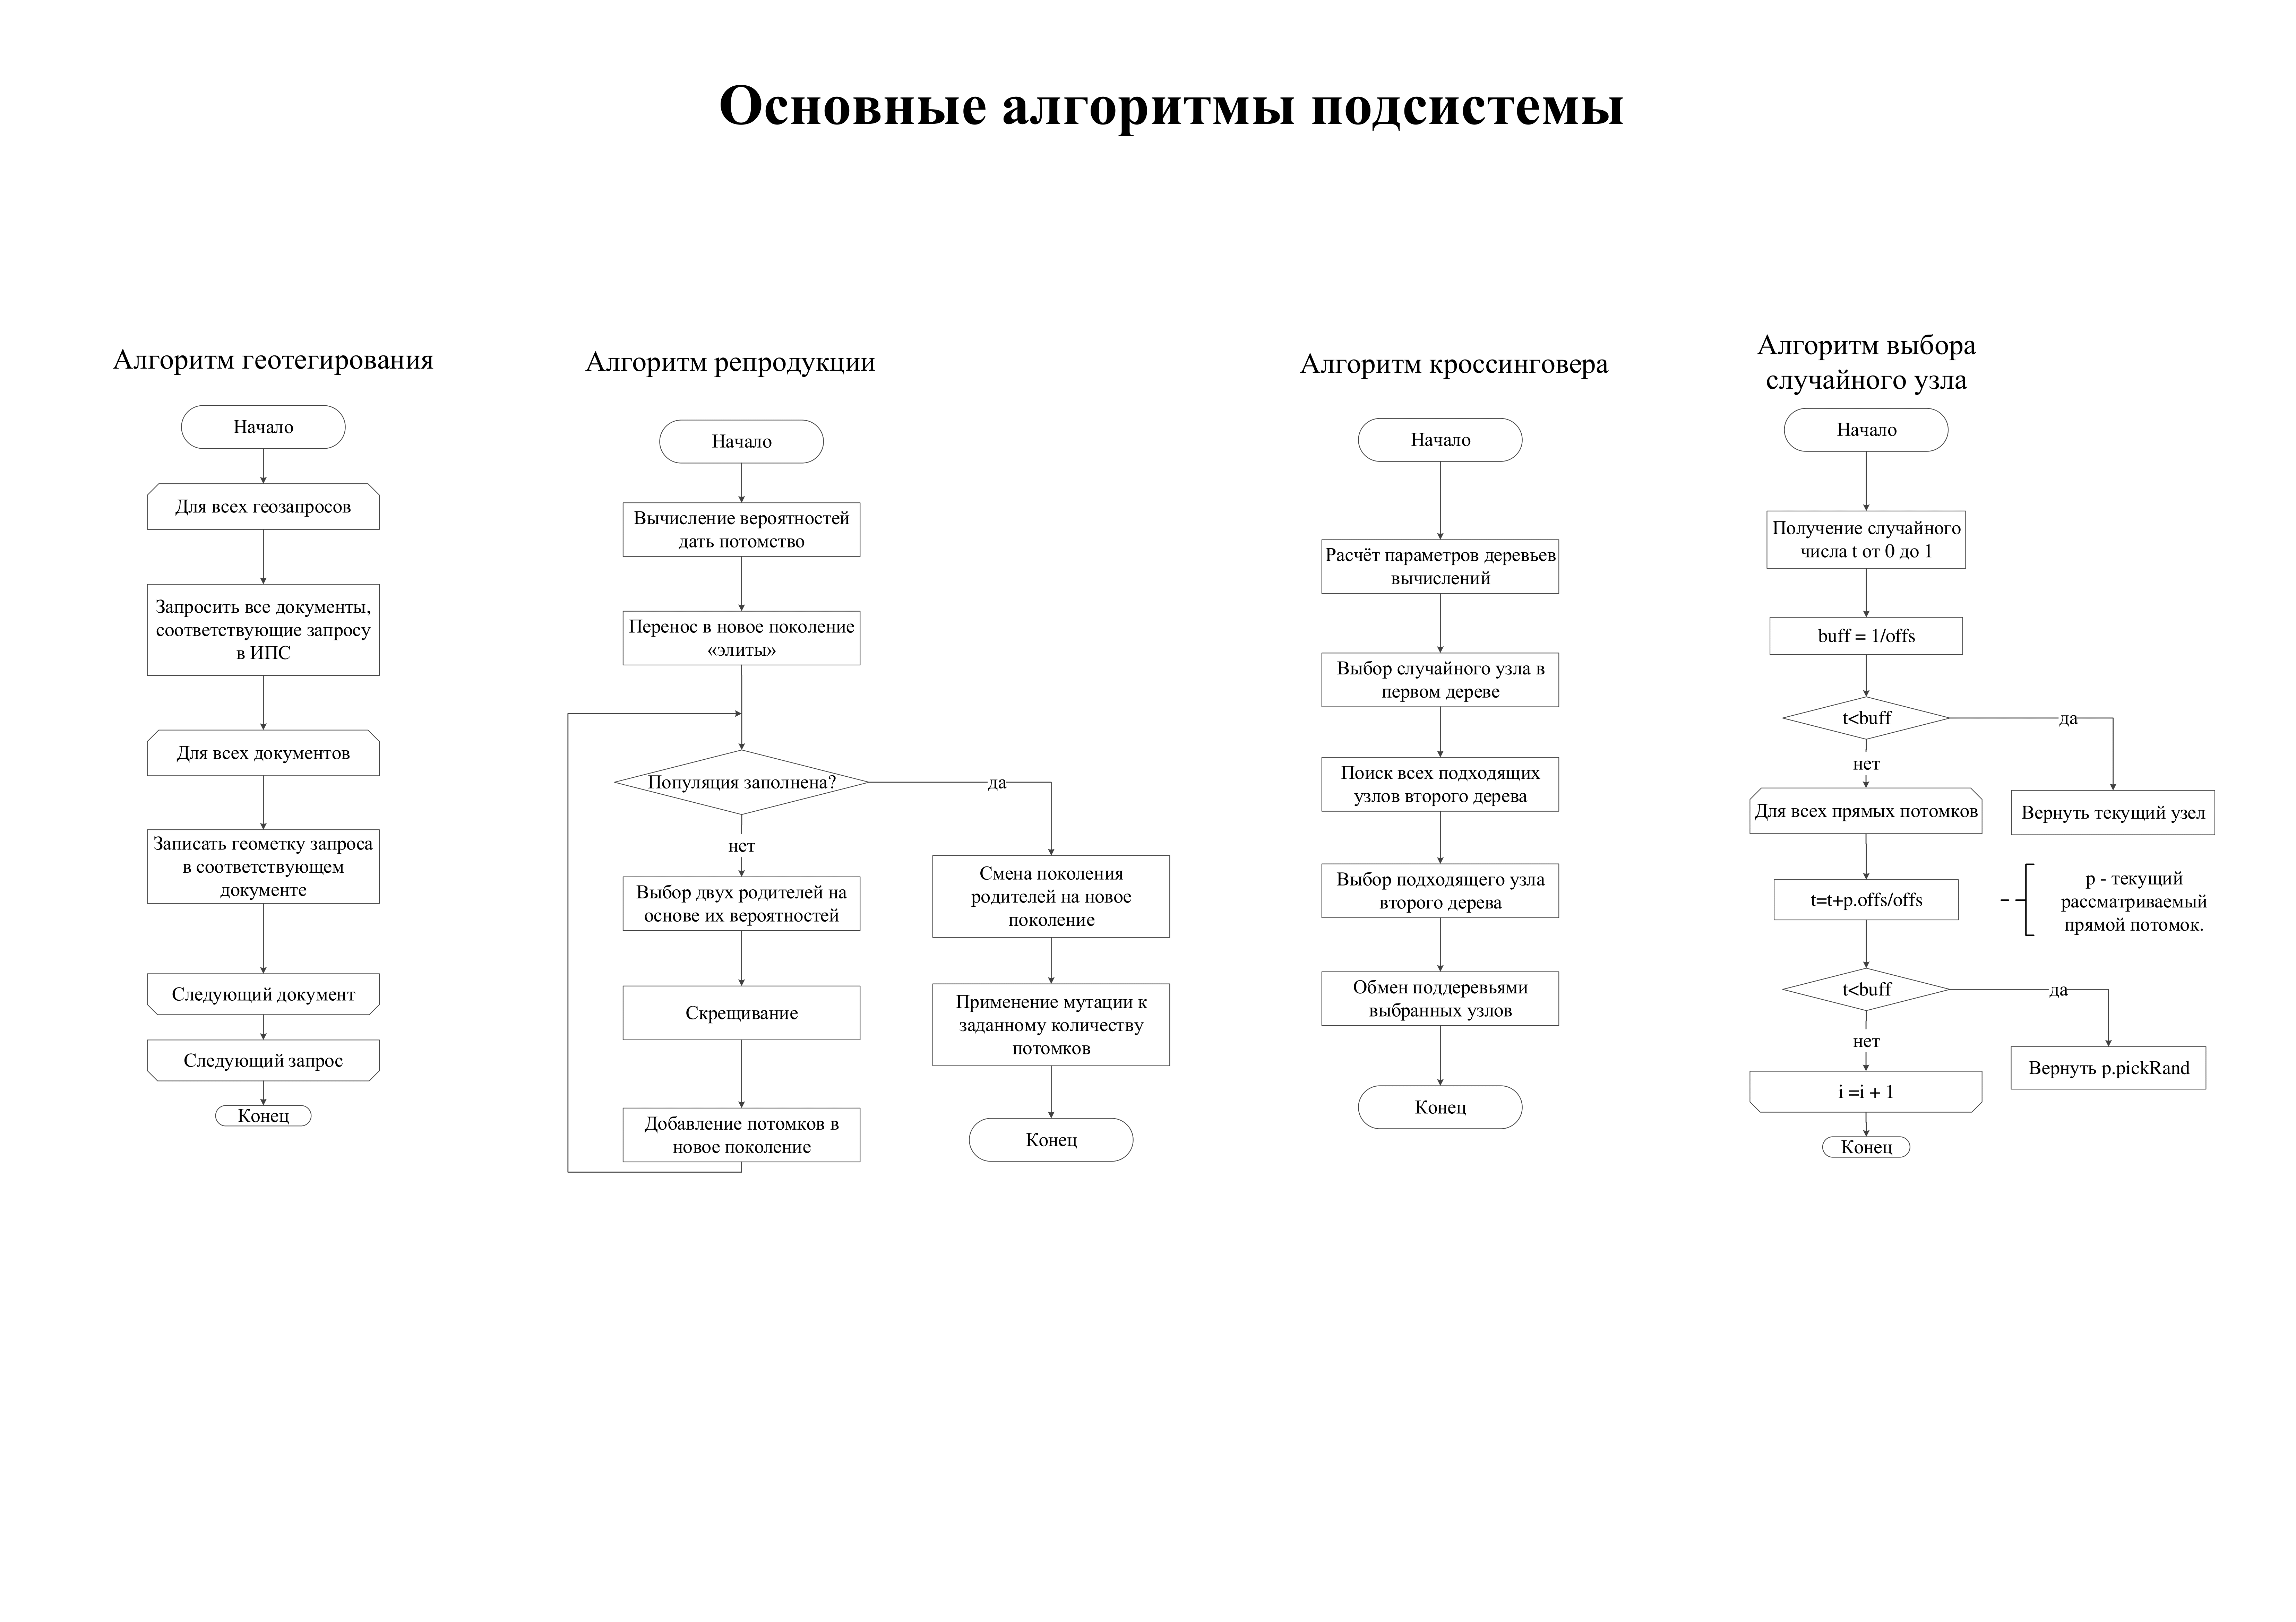 Основные алгоритмы подсистемы
Алгоритм геотегирования
Начало
Для всех геозапросов
Запросить все документы,
соответствующие запросу
в ИПС
Для всех документов
Записать геометку запроса
в соответствующем
документе
Следующий документ
Следующий запрос
Конец
Алгоритм репродукции
Начало
Вычисление вероятностей
дать потомство
Перенос в новое поколение
«элиты»
Популяция заполнена?
да
нет
Выбор двух родителей на
основе их вероятностей
Скрещивание
Добавление потомков в
новое поколение
Смена поколения
родителей на новое
поколение
Применение мутации к
заданному количеству
потомков
Конец
Алгоритм кроссинговера
Начало
Расчёт параметров деревьев
вычислений
Выбор случайного узла в
первом дереве
Поиск всех подходящих
узлов второго дерева
Выбор подходящего узла
второго дерева
Обмен поддеревьями
выбранных узлов
Конец
Алгоритм выбора
случайного узла
Начало
Получение случайного
числа t от 0 до 1
buff = 1/offs
t<buff
да
нет
Вернуть текущий узел
Для всех прямых потомков
t=t+p.offs/offs
p - текущий
рассматриваемый
прямой потомок.
t<buff
да
нет
Вернуть p.pickRand
i =i + 1
Конец